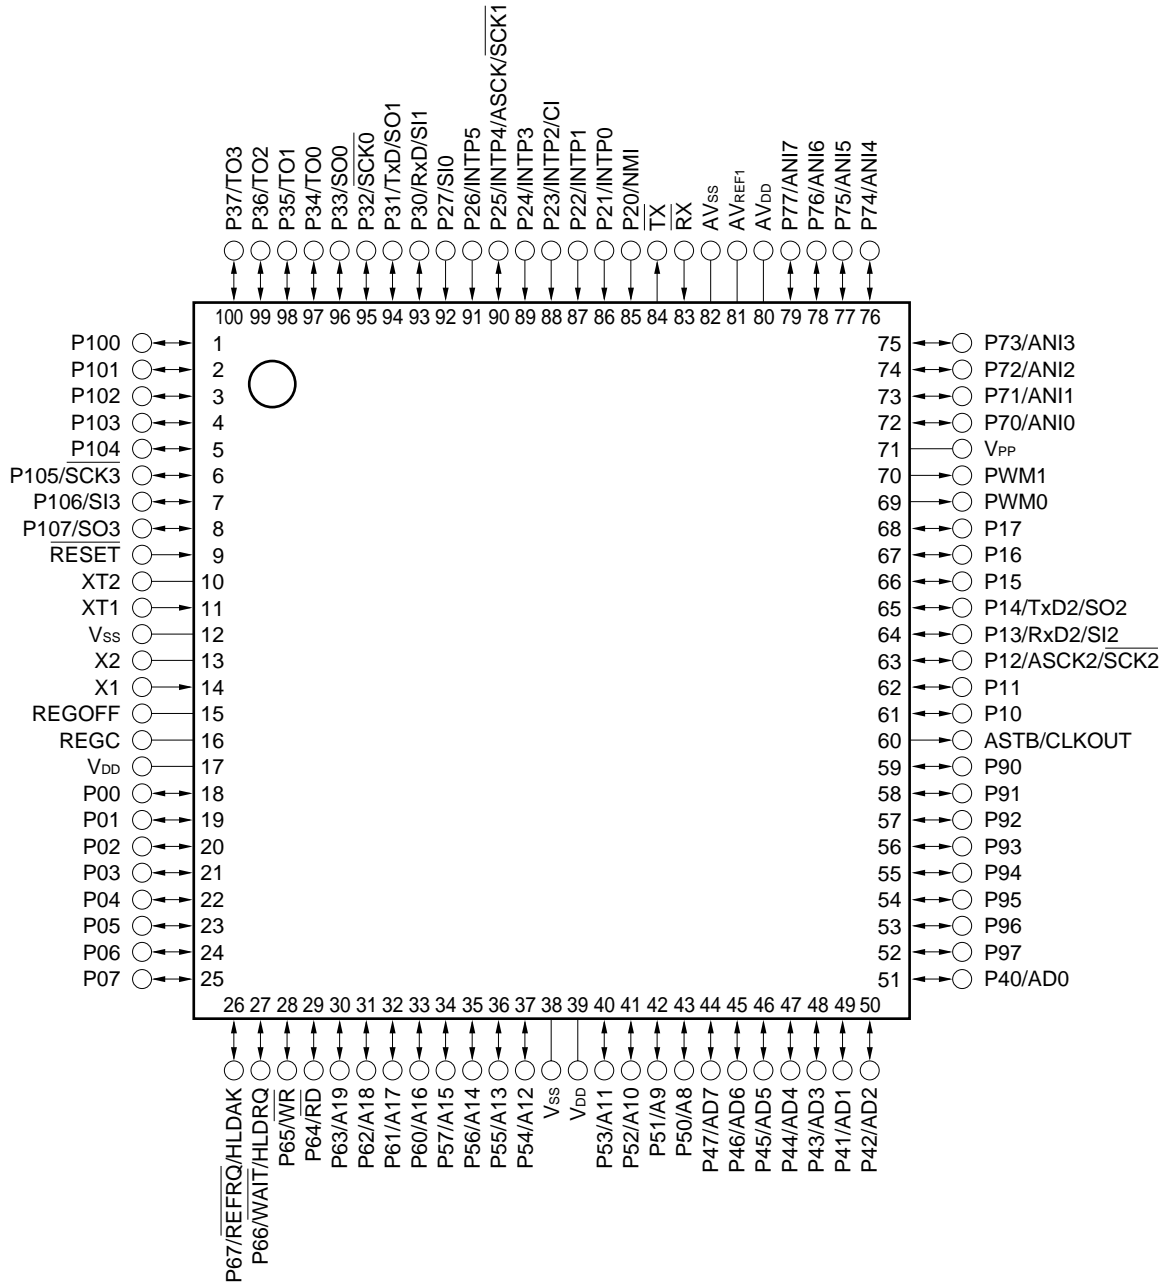 P37/TO3
P36/TO2
P35/TO1
P34/TO0
P33/SO0
P32/SCK0
P31/TxD/SO1
P30/RxD/SI1
P27/SI0
P26/INTP5
P25/INTP4/ASCK/SCK1
P24/INTP3
P23/INTP2/CI
P22/INTP1
P21/INTP0
P20/NMI
TX
RX
AVSS
AVREF1
AVDD
P77/ANI7
P76/ANI6
P75/ANI5
P74/ANI4
100 99 98 97 96 95 94 93 92 91 90 89 88 87 86 85 84 83 82 81 80 79 78 77 76
P100 1
P101 2
P102 3
P103 4
P104 5
P105/SCK3 6
P106/SI3 7
P107/SO3 8
RESET 9
XT2 10
XT1 11
VSS 12
X2 13
X1 14
REGOFF 15
REGC 16
VDD 17
P00 18
P01 19
P02 20
P03 21
P04 22
P05 23
P06 24
P07 25
75 P73/ANI3
74 P72/ANI2
73 P71/ANI1
72 P70/ANI0
71 VPP
70 PWM1
69 PWM0
68 P17
67 P16
66 P15
65 P14/TxD2/SO2
64 P13/RxD2/SI2
63 P12/ASCK2/SCK2
62 P11
61 P10
60 ASTB/CLKOUT
59 P90
58 P91
57 P92
56 P93
55 P94
54 P95
53 P96
52 P97
51 P40/AD0
26 27 28 29 30 31 32 33 34 35 36 37 38 39 40 41 42 43 44 45 46 47 48 49 50
P67/REFRQ/HLDAK
P66/WAIT/HLDRQ
P65/WR
P64/RD
P63/A19
P62/A18
P61/A17
P60/A16
P57/A15
P56/A14
P55/A13
P54/A12
VSS
VDD
P53/A11
P52/A10
P51/A9
P50/A8
P47/AD7
P46/AD6
P45/AD5
P44/AD4
P43/AD3
P41/AD1
P42/AD2